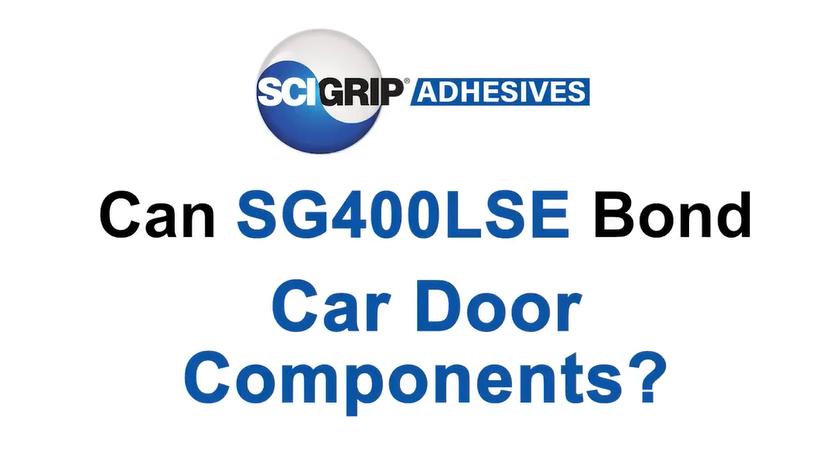 SCIGRIP® ADHESIVES
Can SG400LSE Bond
Car Door
Components?